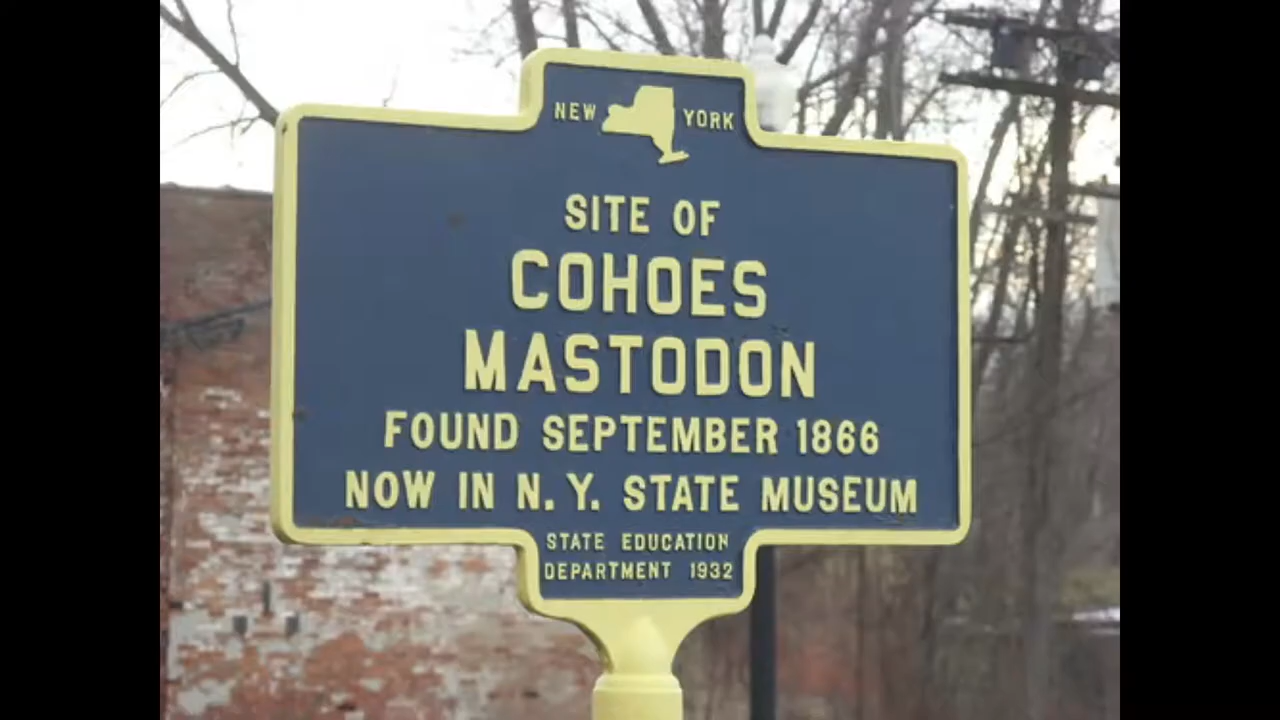 NEW YORK
SITE OF
COHOES
MASTODON
FOUND SEPTEMBER 1866
NOW IN N. Y. STATE MUSEUM
STATE EDUCATION
DEPARTMENT 1932